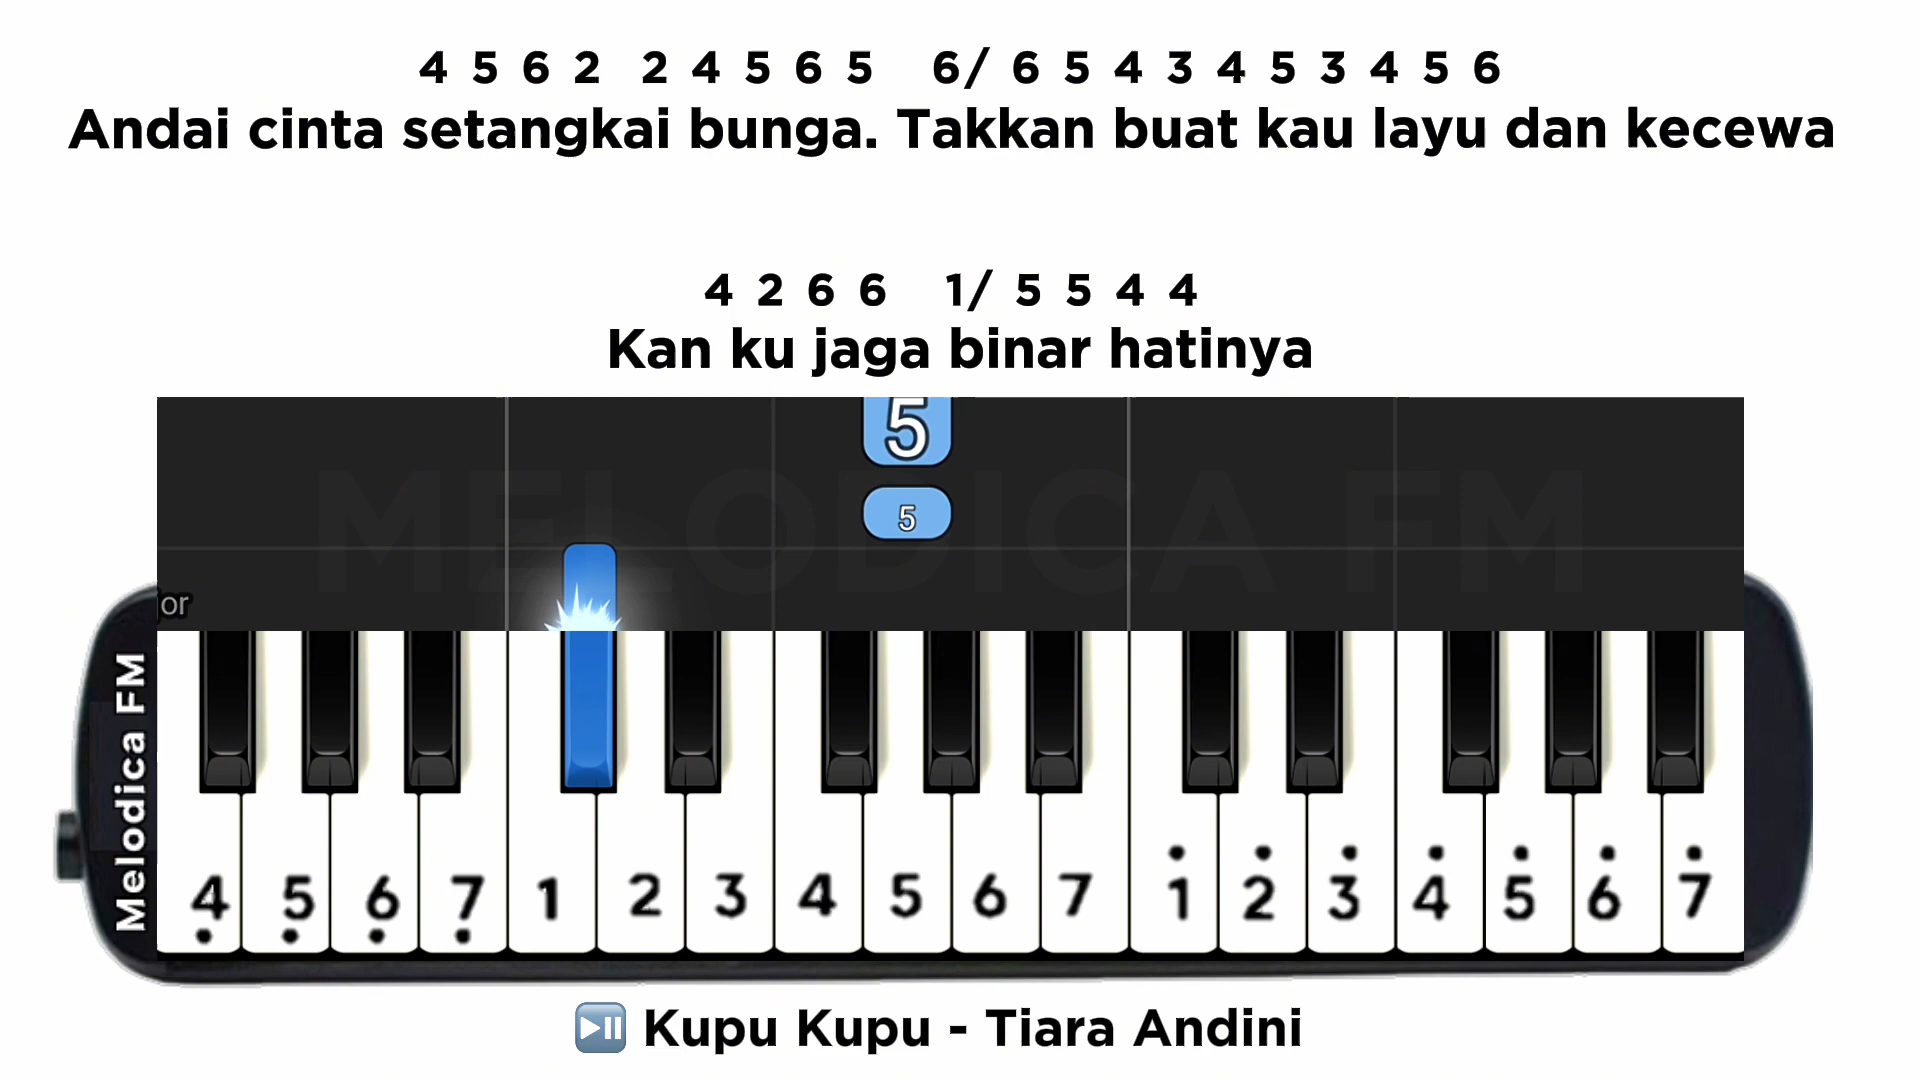 4 5 6 2 2 4 5 6 5 6/ 6 5 4 3 4 5 3 4 5 6
Andai cinta setangkai bunga. Takkan buat kau layu dan kecewa
4 2 6 6 1/ 5 5 4 4
Kan ku jaga binar hatinya
5
MELODICA FM
5
or
Melodica FM
4 5 6 7 1 2 3 4 5 6 7 1 2 3 4 5 6 7
Kupu Kupu - Tiara Andini